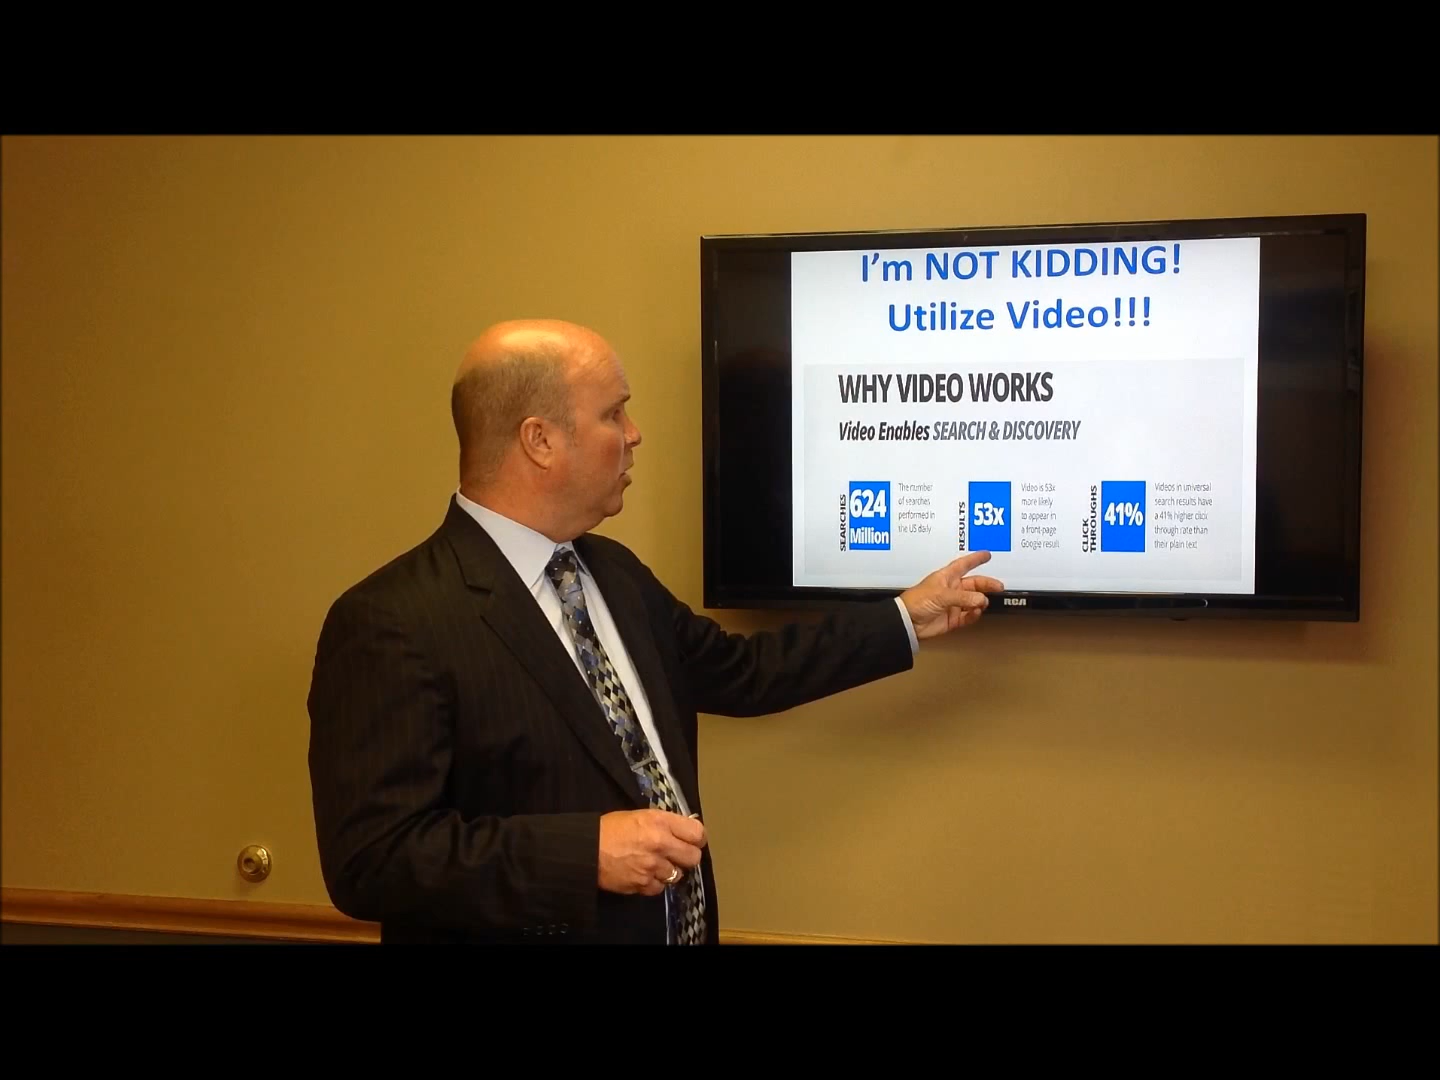 I'm NOT KIDDING!
Utilize Video!!!
WHY VIDEO WORKS
Video Enables SEARCH & DISCOVERY
SEARCHES
624
Million
The number
of searches
performed in
the US daily
RESULTS
53x
Video is 53x
more likely
to appear in
a front-page
Google result
CLICK
THROUGHS
41%
Videos in universal
search results have
a 41% higher click
through rate than
their plain text
RCA